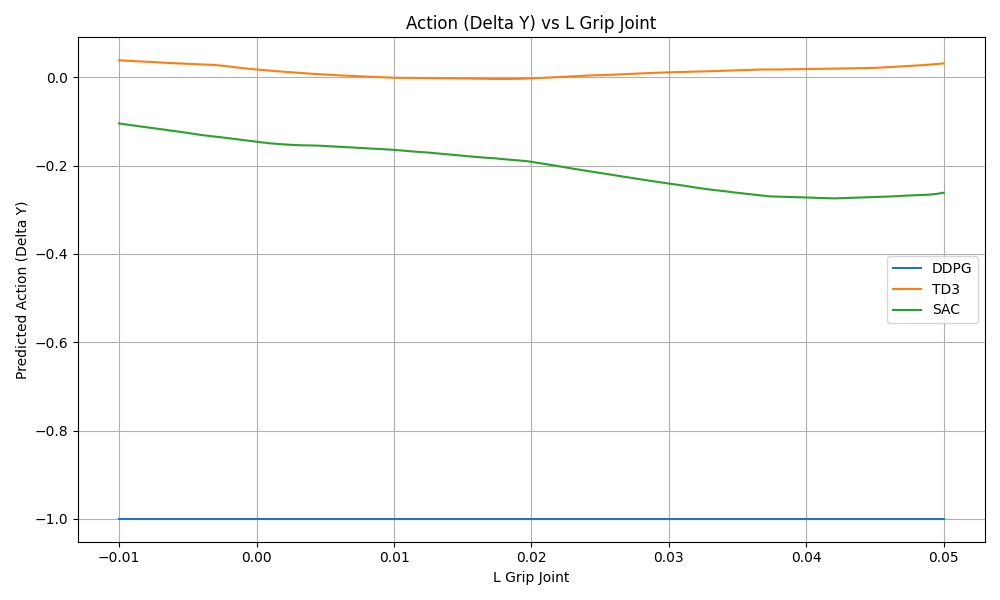 Action (Delta Y) vs L Grip Joint
Predicted Action (Delta Y)
0.0
−0.2
−0.4
−0.6
−0.8
−1.0
DDPG
TD3
SAC
−0.01
0.00
0.01
0.02
0.03
0.04
0.05
L Grip Joint